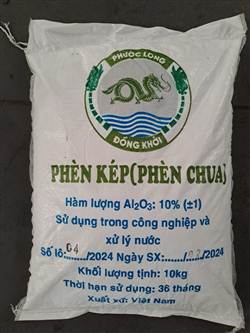 PHƯỚC LONG
ĐỒNG KHỞI
PHÈN KÉP(PHÈN CHUA)
Hàm lượng Al₂O₃: 10% (±1)
Sử dụng trong công nghiệp và
xử lý nước
Số lô: 04/2024 Ngày SX:....../02/2024
Khối lượng tịnh: 10kg
Thời hạn sử dụng: 36 tháng
Xuất xứ: Việt Nam